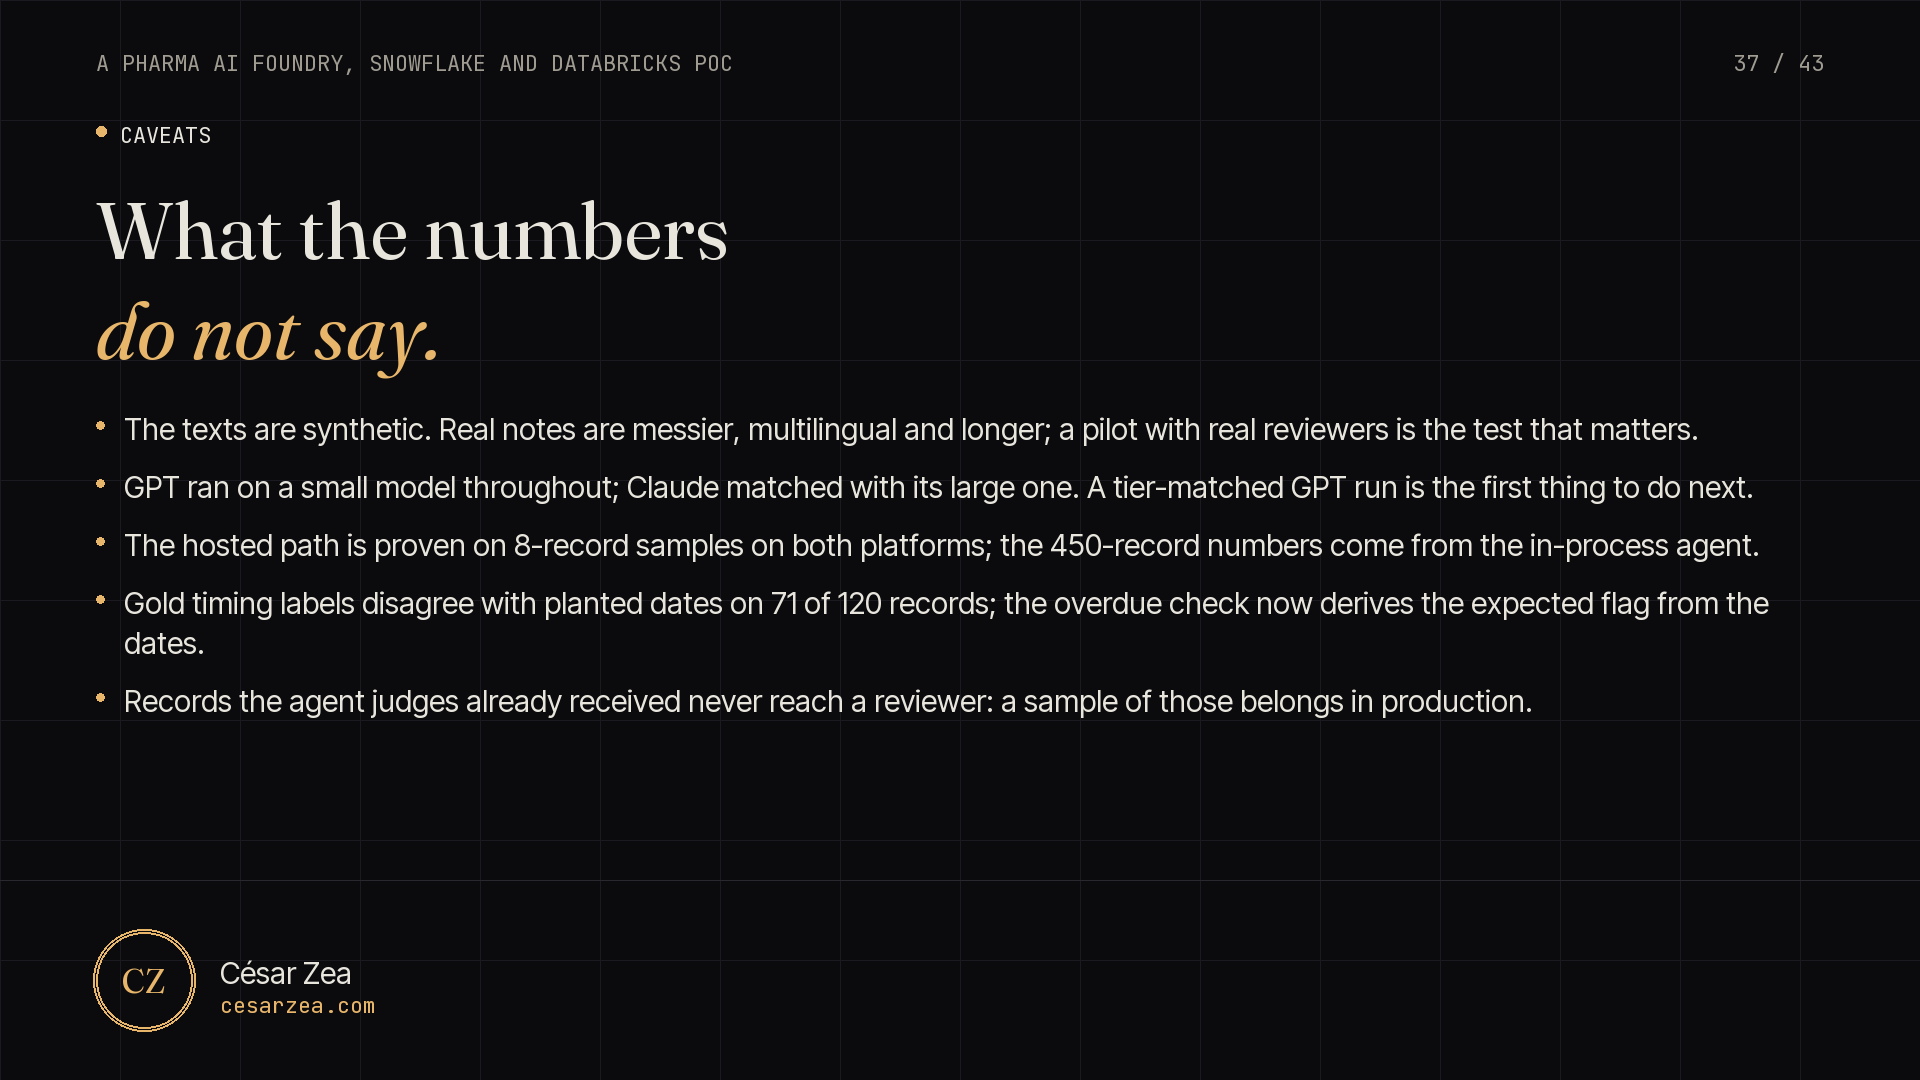 A PHARMA AI FOUNDRY, SNOWFLAKE AND DATABRICKS POC
37 / 43
CAVEATS
What the numbers
do not say.
The texts are synthetic. Real notes are messier, multilingual and longer; a pilot with real reviewers is the test that matters.
GPT ran on a small model throughout; Claude matched with its large one. A tier-matched GPT run is the first thing to do next.
The hosted path is proven on 8-record samples on both platforms; the 450-record numbers come from the in-process agent.
Gold timing labels disagree with planted dates on 71 of 120 records; the overdue check now derives the expected flag from the
dates.
Records the agent judges already received never reach a reviewer: a sample of those belongs in production.
CZ
César Zea
cesarzea.com